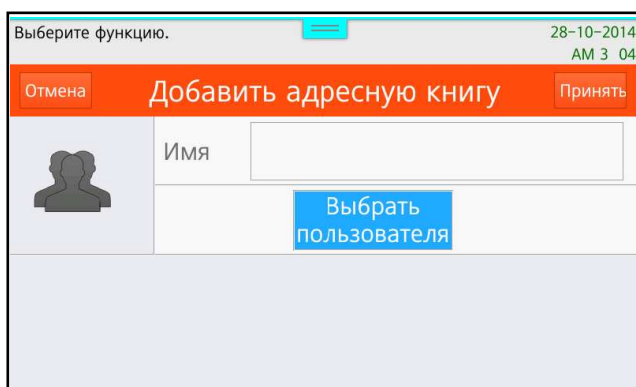 Выберите функцию.
28-10-2014
AM 3 04
Отмена
Добавить адресную книгу
Принять
Имя
Выбрать
пользователя